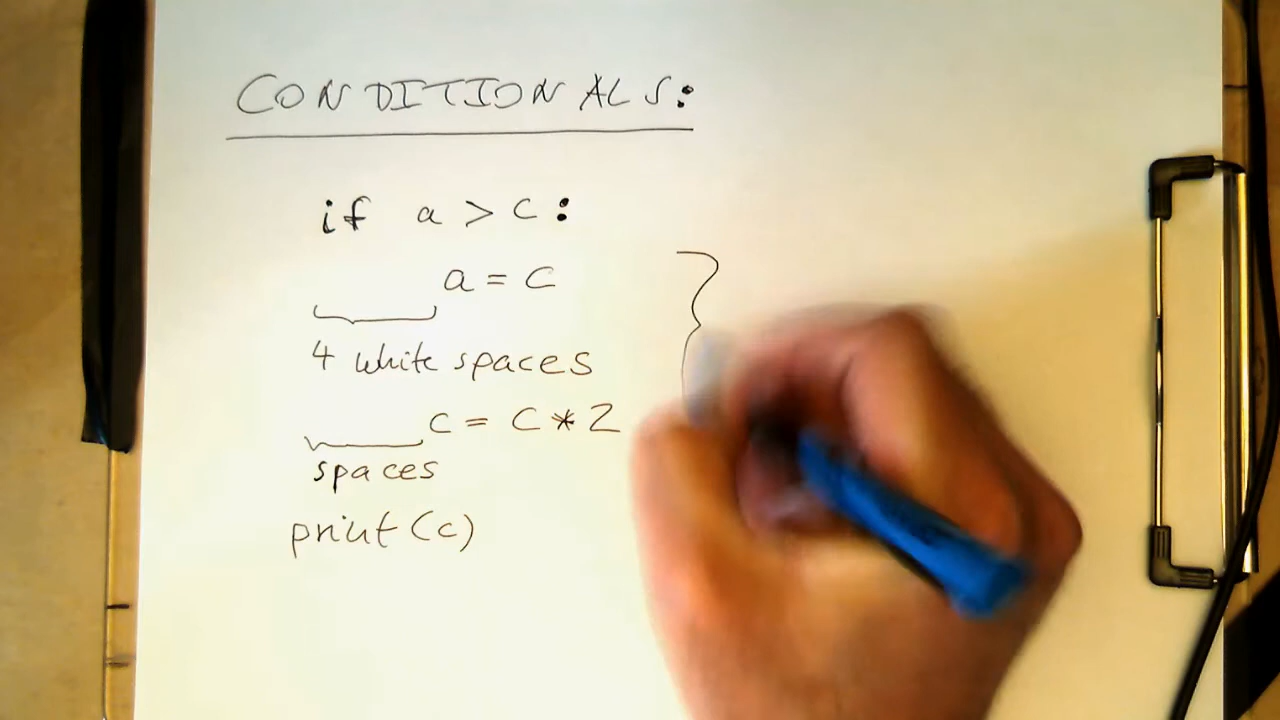 CONDITIONALS:
if a > c:
a = c
4 white spaces
c = c * 2
spaces
print(c)